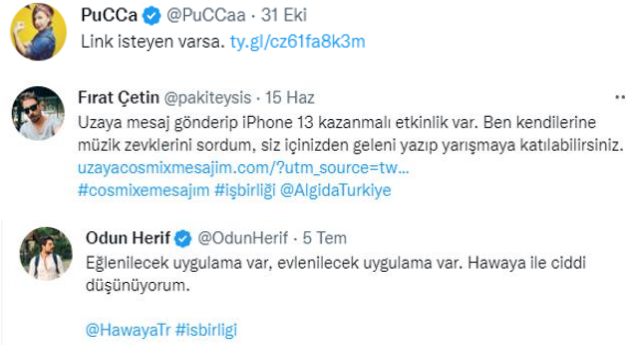 PuCCa @PuCCaa · 31 Eki
Link isteyen varsa. ty.gl/cz61fa8k3m
Fırat Çetin @pakiteysis · 15 Haz
Uzaya mesaj gönderip iPhone 13 kazanmalı etkinlik var. Ben kendilerine
müzik zevklerini sordum, siz içinizden geleni yazıp yarışmaya katılabilirsiniz.
uzayacosmixmesajim.com/?utm_source=tw...
#cosmixemesajım #işbirliği @AlgidaTurkiye
Odun Herif @OdunHerif · 5 Tem
Eğlenilecek uygulama var, evlenilecek uygulama var. Hawaya ile ciddi
düşünüyorum.
@HawayaTr #isbirligi